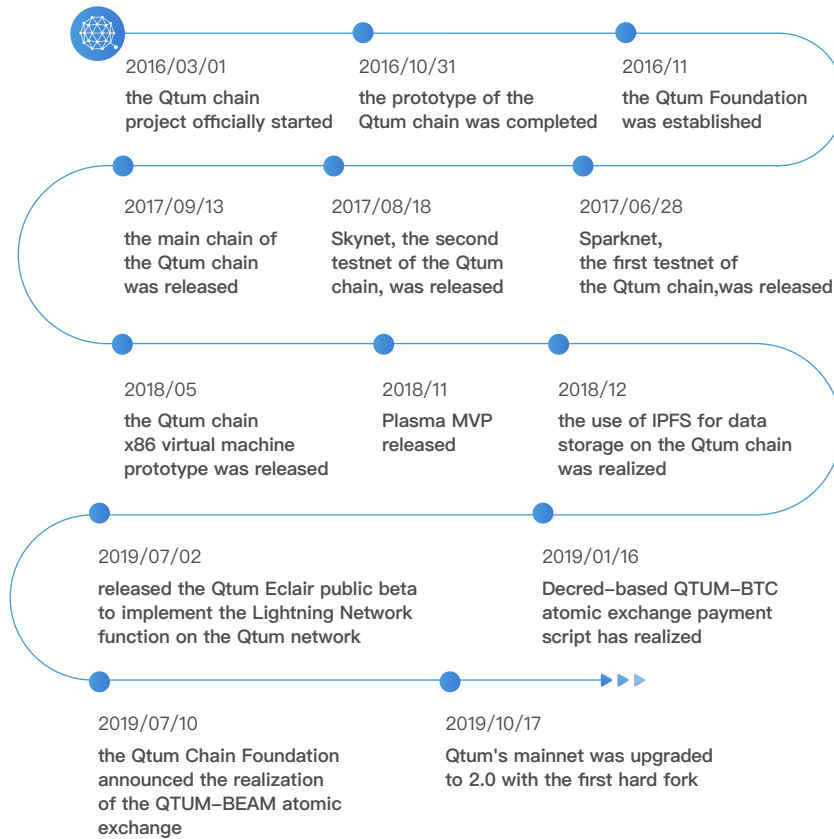 2016/03/01
the Qtum chain
project officially started
2016/10/31
the prototype of the
Qtum chain was completed
2016/11
the Qtum Foundation
was established
2017/09/13
the main chain of
the Qtum chain
was released
2017/08/18
Skynet, the second
testnet of the Qtum
chain, was released
2017/06/28
Sparknet,
the first testnet of
the Qtum chain,was released
2018/05
the Qtum chain
x86 virtual machine
prototype was released
2018/11
Plasma MVP
released
2018/12
the use of IPFS for data
storage on the Qtum chain
was realized
2019/07/02
released the Qtum Eclair public beta
to implement the Lightning Network
function on the Qtum network
2019/01/16
Decred–based QTUM–BTC
atomic exchange payment
script has realized
2019/07/10
the Qtum Chain Foundation
announced the realization
of the QTUM–BEAM atomic
exchange
2019/10/17
Qtum's mainnet was upgraded
to 2.0 with the first hard fork